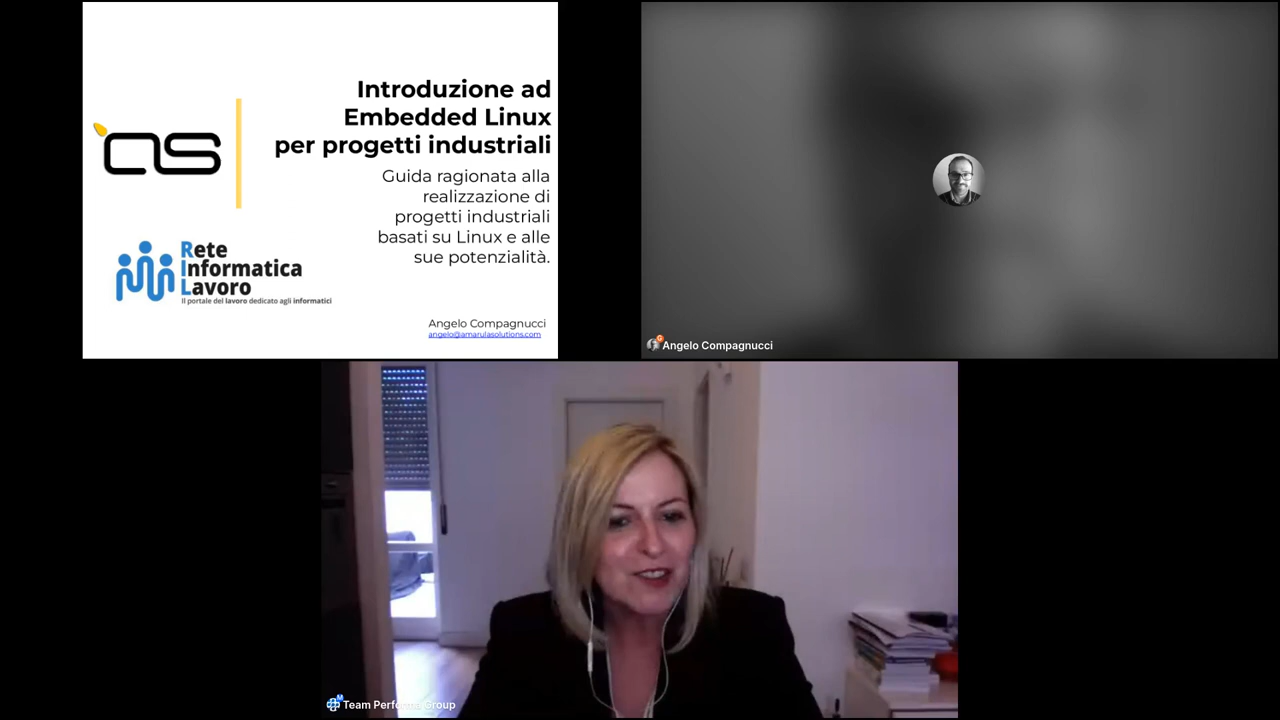 Introduzione ad
Embedded Linux
per progetti industriali
Guida ragionata alla
realizzazione di
progetti industriali
basati su Linux e alle
sue potenzialità.
as
Rete
Informatica
Lavoro
Il portale del lavoro dedicato agli informatici
Angelo Compagnucci
angelo@amarulasolutions.com
Angelo Compagnucci
Team Performa Group